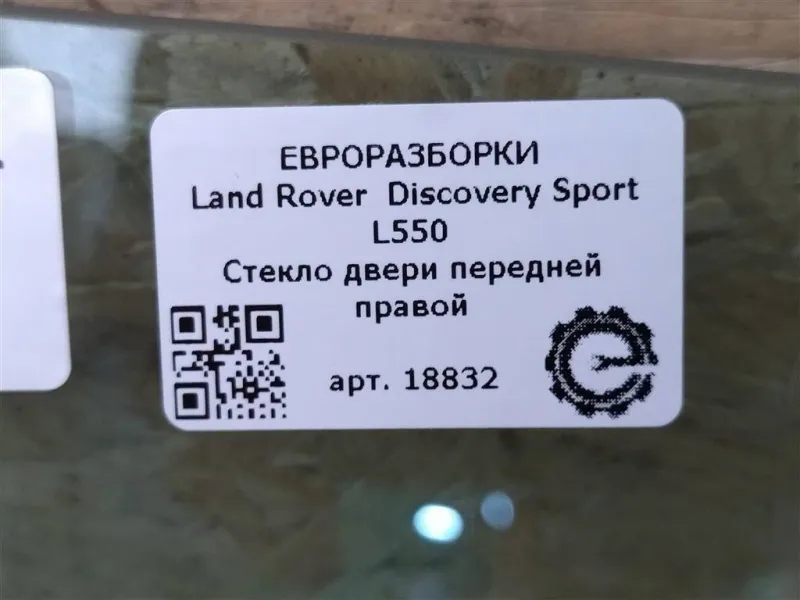 ЕВРОРАЗБОРКИ
Land Rover Discovery Sport
L550
Стекло двери передней
правой
арт. 18832